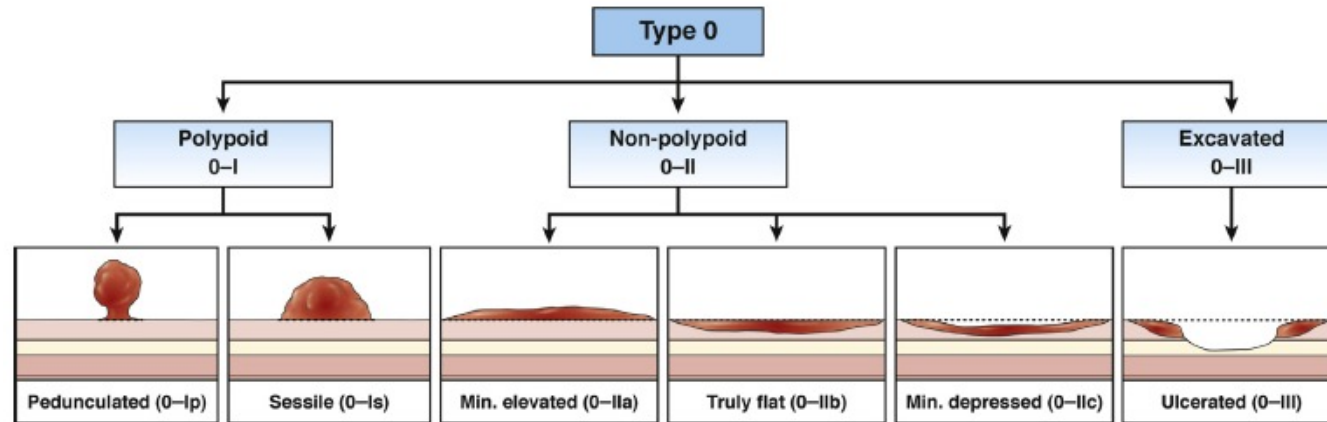 Type 0
Polypoid
0–I
Non-polypoid
0–II
Excavated
0–III
Pedunculated (0–Ip)
Sessile (0–Is)
Min. elevated (0–IIa)
Truly flat (0–IIb)
Min. depressed (0–IIc)
Ulcerated (0–III)